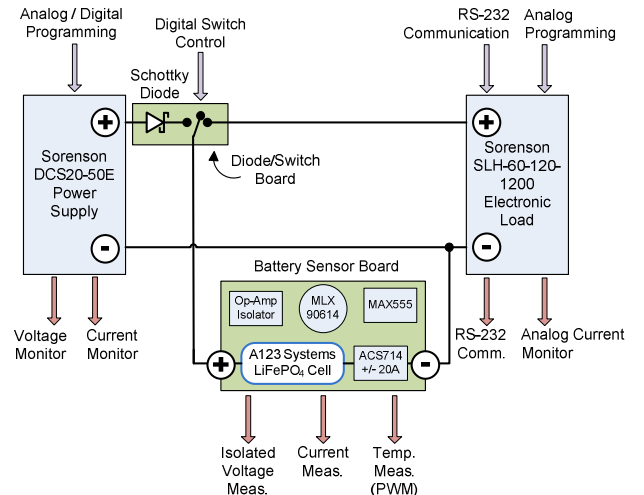 Analog / Digital
Programming
Digital Switch
Control
RS-232
Communication
Analog
Programming
Schottky
Diode
+
+
Sorenson
DCS20-50E
Power
Supply
Sorenson
SLH-60-120-
1200
Electronic
Load
Diode/Switch
Board
-
-
Battery Sensor Board
Op-Amp
Isolator
MLX
90614
MAX555
Voltage
Monitor
Current
Monitor
RS-232
Comm.
Analog Current
Monitor
+
A123 Systems
LiFePO₄ Cell
ACS714
+/- 20A
-
Isolated
Voltage
Meas.
Current
Meas.
Temp.
Meas.
(PWM)